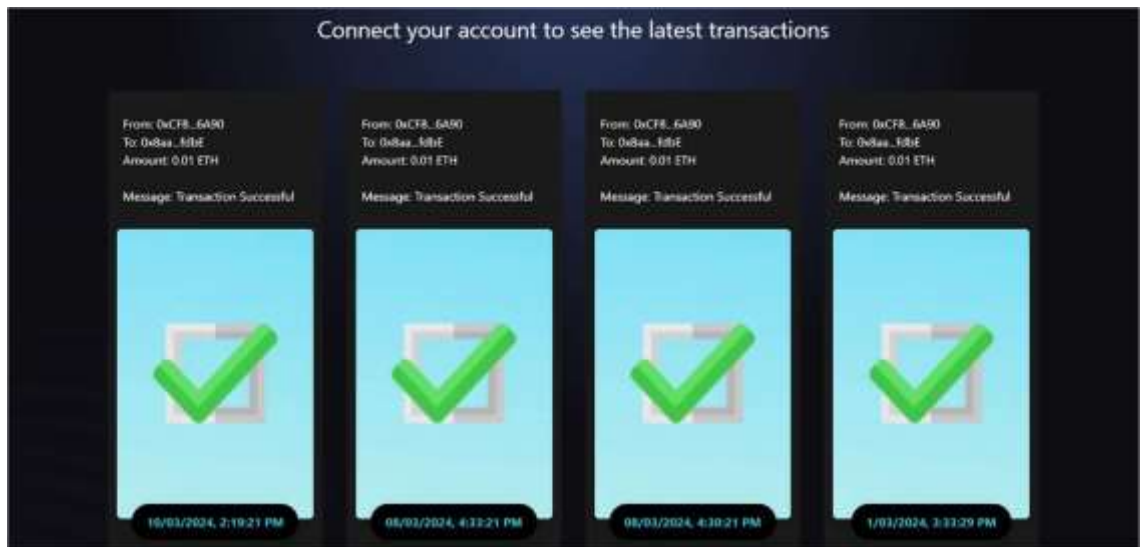 Connect your account to see the latest transactions
From: 0xCF8...6A90
To: 0x8aa...fdbE
Amount: 0.01 ETH
Message: Transaction Successful
10/03/2024, 2:19:21 PM
From: 0xCF8...6A90
To: 0x8aa...fdbE
Amount: 0.01 ETH
Message: Transaction Successful
08/03/2024, 4:33:21 PM
From: 0xCF8...6A90
To: 0x8aa...fdbE
Amount: 0.01 ETH
Message: Transaction Successful
08/03/2024, 4:30:21 PM
From: 0xCF8...6A90
To: 0x8aa...fdbE
Amount: 0.01 ETH
Message: Transaction Successful
1/03/2024, 3:33:29 PM